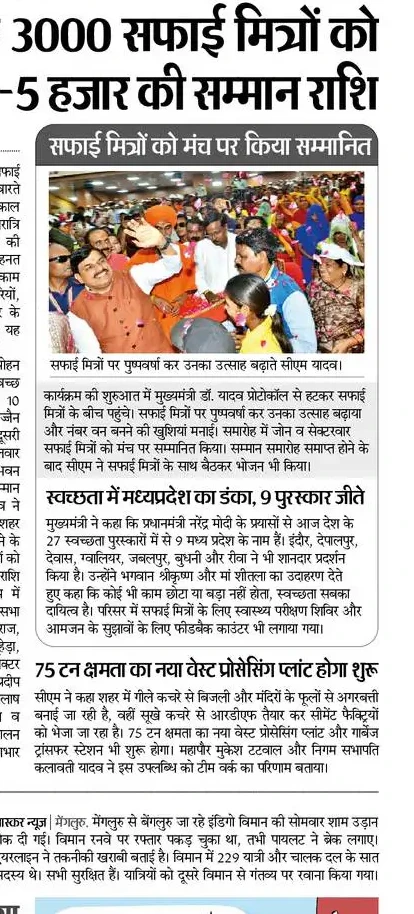 3000 सफाई मित्रों को
-5 हजार की सम्मान राशि
सफाई मित्रों को मंच पर किया सम्मानित
सफाई मित्रों पर पुष्पवर्षा कर उनका उत्साह बढ़ाते सीएम यादव।
कार्यक्रम की शुरुआत में मुख्यमंत्री डॉ. यादव प्रोटोकॉल से हटकर सफाई
मित्रों के बीच पहुंचे। सफाई मित्रों पर पुष्पवर्षा कर उनका उत्साह बढ़ाया
और नंबर वन बनने की खुशियां मनाई। समारोह में जोन व सेक्टरवार
सफाई मित्रों को मंच पर सम्मानित किया। सम्मान समारोह समाप्त होने के
बाद सीएम ने सफाई मित्रों के साथ बैठकर भोजन भी किया।
स्वच्छता में मध्यप्रदेश का डंका, 9 पुरस्कार जीते
मुख्यमंत्री ने कहा कि प्रधानमंत्री नरेंद्र मोदी के प्रयासों से आज देश के
27 स्वच्छता पुरस्कारों में से 9 मध्य प्रदेश के नाम हैं। इंदौर, देपालपुर,
देवास, ग्वालियर, जबलपुर, बुधनी और रीवा ने भी शानदार प्रदर्शन
किया है। उन्होंने भगवान श्रीकृष्ण और मां शीतला का उदाहरण देते
हुए कहा कि कोई भी काम छोटा या बड़ा नहीं होता, स्वच्छता सबका
दायित्व है। परिसर में सफाई मित्रों के लिए स्वास्थ्य परीक्षण शिविर और
आमजन के सुझावों के लिए फीडबैक काउंटर भी लगाया गया।
75 टन क्षमता का नया वेस्ट प्रोसेसिंग प्लांट होगा शुरू
सीएम ने कहा शहर में गीले कचरे से बिजली और मंदिरों के फूलों से अगरबत्ती
बनाई जा रही है, वहीं सूखे कचरे से आरडीएफ तैयार कर सीमेंट फैक्ट्रियों
को भेजा जा रहा है। 75 टन क्षमता का नया वेस्ट प्रोसेसिंग प्लांट और गार्बेज
ट्रांसफर स्टेशन भी शुरू होगा। महापौर मुकेश टटवाल और निगम सभापति
कलावती यादव ने इस उपलब्धि को टीम वर्क का परिणाम बताया।
स्कर न्यूज | मेंगलुरु. मेंगलुरु से बेंगलुरु जा रहे इंडिगो विमान की सोमवार शाम उड़ान
क दी गई। विमान रनवे पर रफ्तार पकड़ चुका था, तभी पायलट ने ब्रेक लगाए।
यरलाइन ने तकनीकी खराबी बताई है। विमान में 229 यात्री और चालक दल के सात
दस्य थे। सभी सुरक्षित हैं। यात्रियों को दूसरे विमान से गंतव्य पर रवाना किया गया।